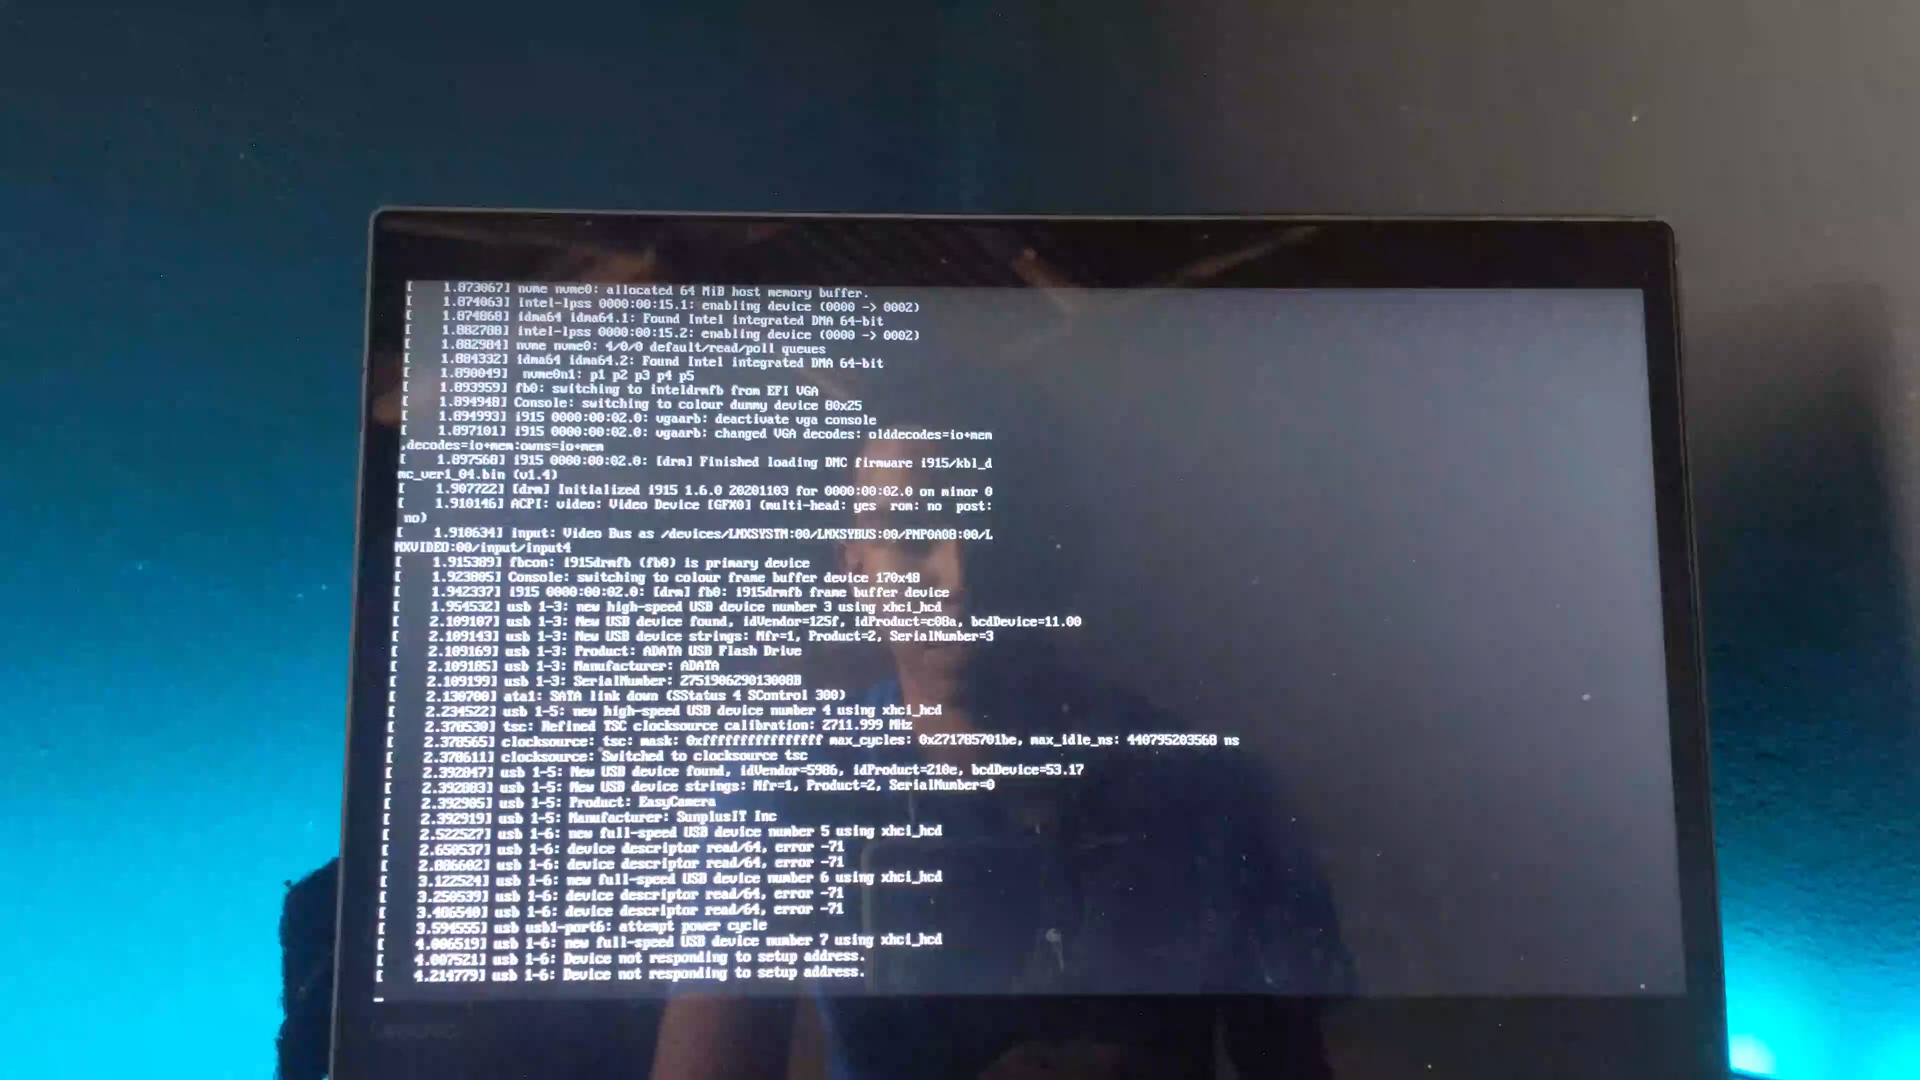 [    1.873067] nvme nvme0: allocated 64 MiB host memory buffer.
[    1.874063] intel-lpss 0000:00:15.1: enabling device (0000 -> 0002)
[    1.874868] idma64 idma64.1: Found Intel integrated DMA 64-bit
[    1.882788] intel-lpss 0000:00:15.2: enabling device (0000 -> 0002)
[    1.882984] nvme nvme0: 4/0/0 default/read/poll queues
[    1.884332] idma64 idma64.2: Found Intel integrated DMA 64-bit
[    1.890049]  nvme0n1: p1 p2 p3 p4 p5
[    1.893959] fb0: switching to inteldrmfb from EFI VGA
[    1.894948] Console: switching to colour dummy device 80x25
[    1.894993] i915 0000:00:02.0: vgaarb: deactivate vga console
[    1.897101] i915 0000:00:02.0: vgaarb: changed VGA decodes: olddecodes=io+mem
,decodes=io+mem:owns=io+mem
[    1.897568] i915 0000:00:02.0: [drm] Finished loading DMC firmware i915/kbl_d
mc_ver1_04.bin (v1.4)
[    1.907722] [drm] Initialized i915 1.6.0 20201103 for 0000:00:02.0 on minor 0
[    1.910146] ACPI: video: Video Device [GFX0] (multi-head: yes  rom: no  post:
 no)
[    1.910634] input: Video Bus as /devices/LNXSYSTM:00/LNXSYBUS:00/PNP0A08:00/L
NXVIDEO:00/input/input4
[    1.915389] fbcon: i915drmfb (fb0) is primary device
[    1.923805] Console: switching to colour frame buffer device 170x48
[    1.942337] i915 0000:00:02.0: [drm] fb0: i915drmfb frame buffer device
[    1.954532] usb 1-3: new high-speed USB device number 3 using xhci_hcd
[    2.109107] usb 1-3: New USB device found, idVendor=125f, idProduct=c08a, bcdDevice=11.00
[    2.109143] usb 1-3: New USB device strings: Mfr=1, Product=2, SerialNumber=3
[    2.109169] usb 1-3: Product: ADATA USB Flash Drive
[    2.109185] usb 1-3: Manufacturer: ADATA
[    2.109199] usb 1-3: SerialNumber: 275190629013008B
[    2.130700] ata1: SATA link down (SStatus 4 SControl 300)
[    2.234522] usb 1-5: new high-speed USB device number 4 using xhci_hcd
[    2.378530] tsc: Refined TSC clocksource calibration: 2711.999 MHz
[    2.378565] clocksource: tsc: mask: 0xffffffffffffffff max_cycles: 0x271785701be, max_idle_ns: 440795203568 ns
[    2.378611] clocksource: Switched to clocksource tsc
[    2.392847] usb 1-5: New USB device found, idVendor=5986, idProduct=210e, bcdDevice=53.17
[    2.392883] usb 1-5: New USB device strings: Mfr=1, Product=2, SerialNumber=0
[    2.392905] usb 1-5: Product: EasyCamera
[    2.392919] usb 1-5: Manufacturer: SunplusIT Inc
[    2.522527] usb 1-6: new full-speed USB device number 5 using xhci_hcd
[    2.650537] usb 1-6: device descriptor read/64, error -71
[    2.886602] usb 1-6: device descriptor read/64, error -71
[    3.122524] usb 1-6: new full-speed USB device number 6 using xhci_hcd
[    3.250539] usb 1-6: device descriptor read/64, error -71
[    3.486540] usb 1-6: device descriptor read/64, error -71
[    3.594555] usb usb1-port6: attempt power cycle
[    4.006519] usb 1-6: new full-speed USB device number 7 using xhci_hcd
[    4.007521] usb 1-6: Device not responding to setup address.
[    4.214779] usb 1-6: Device not responding to setup address.